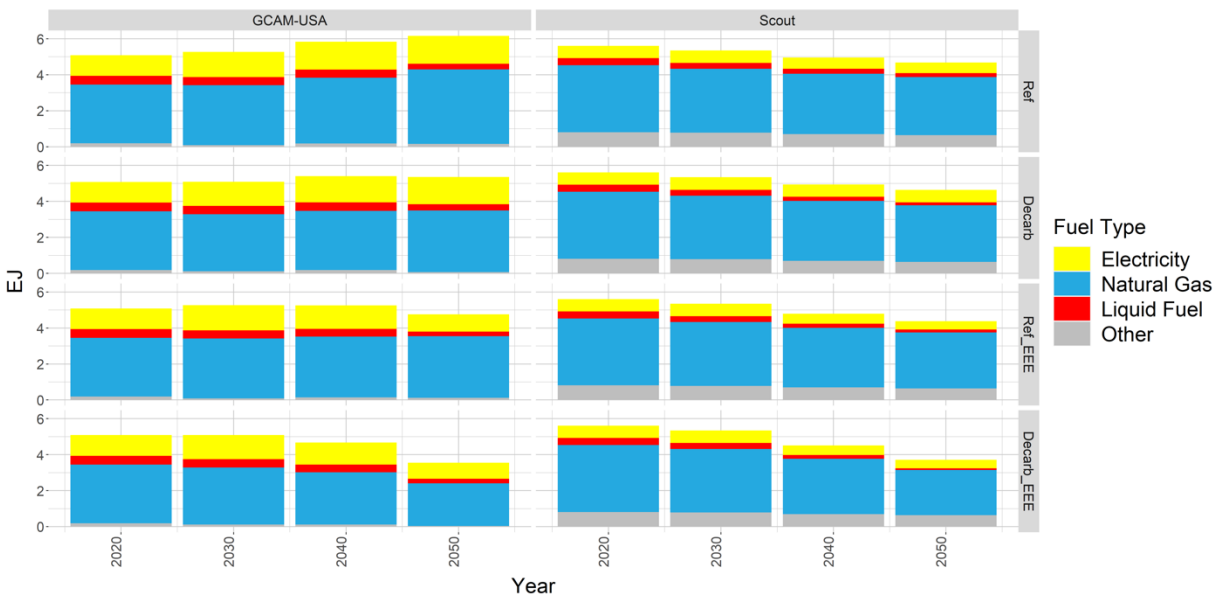 GCAM-USA Scout
6
4
2
0
Ref
6
4
2
0
Decarb
6
4
2
0
Ref_EEE
6
4
2
0
Decarb_EEE
EJ
2020 2030 2040 2050 2020 2030 2040 2050
Year
Fuel Type
Electricity
Natural Gas
Liquid Fuel
Other